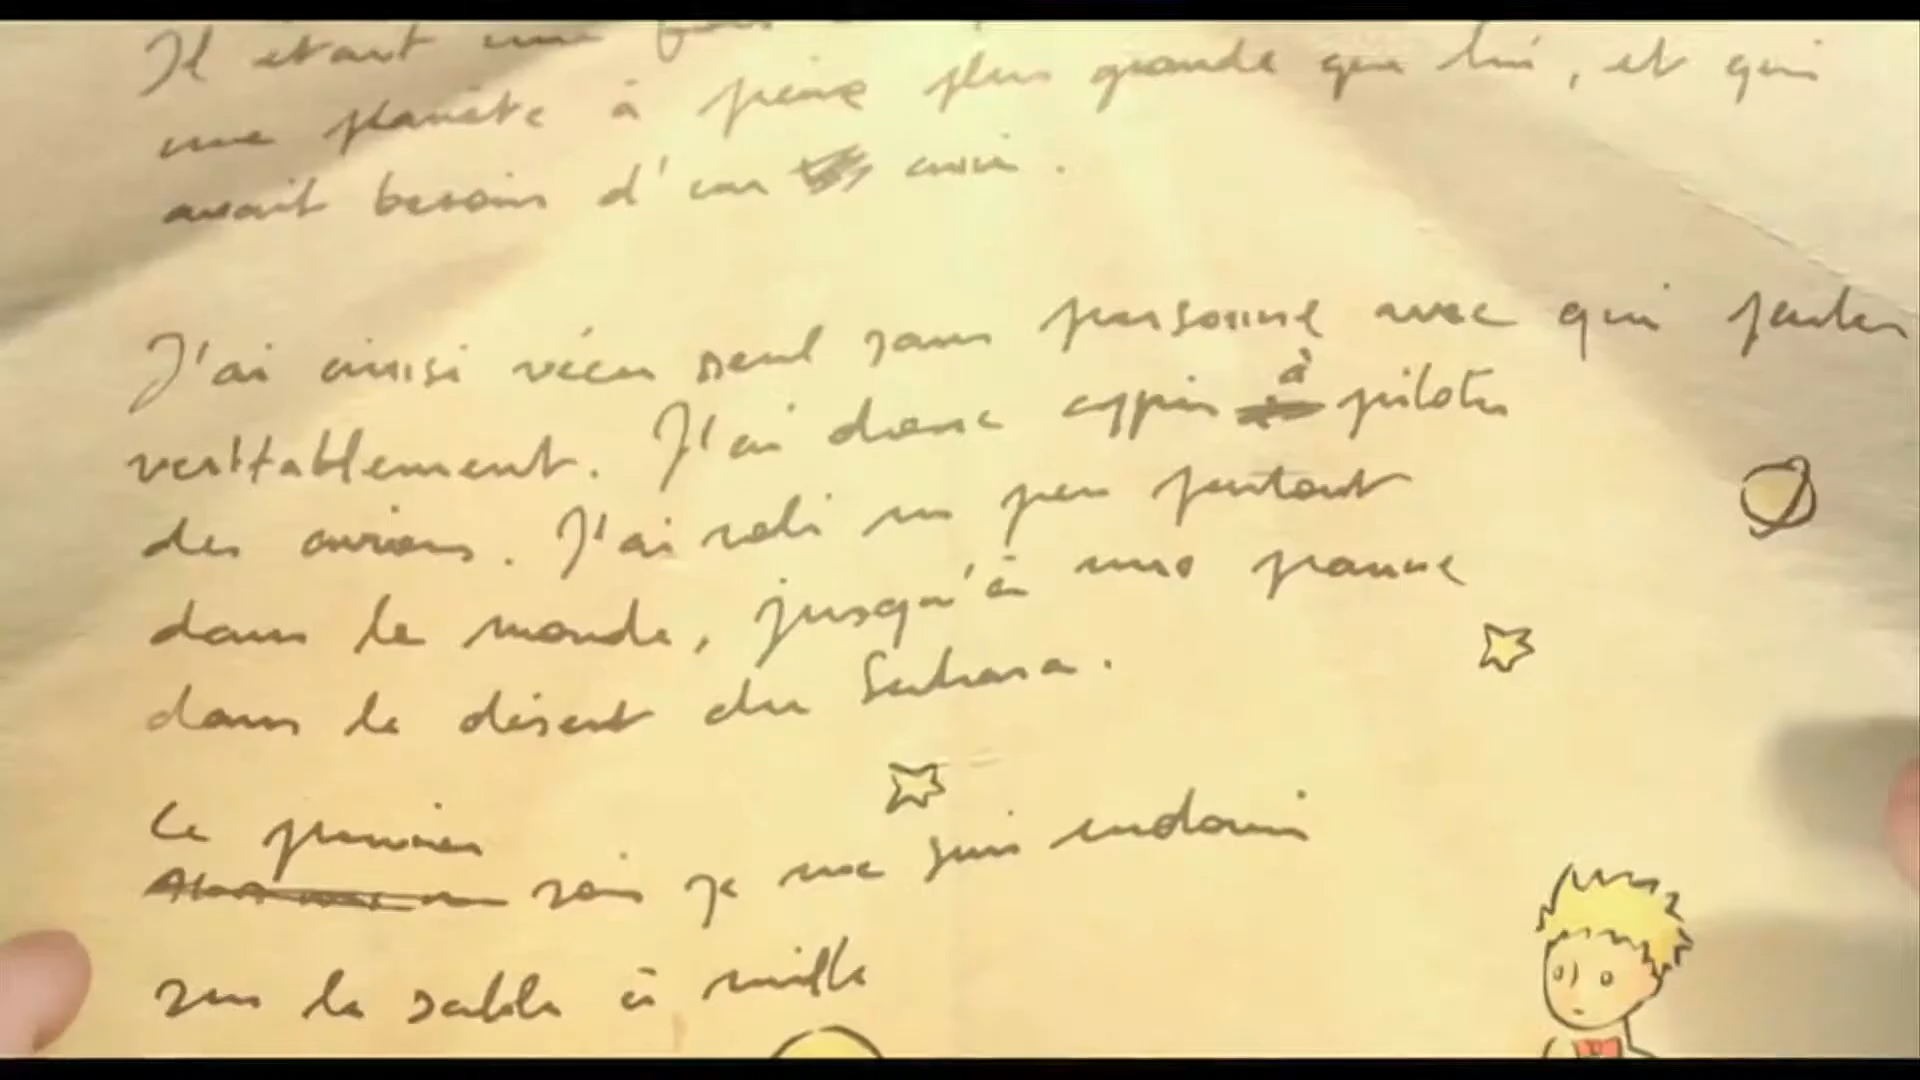 Il était une fois
une planète à peine plus grande que lui, et qui
avait besoin d'un ami.
J'ai ainsi vécu seul sans personne avec qui parler
veritablement. J'ai donc appris à piloter
des avions. J'ai volé un peu partout
dans le monde, jusqu'à une panne
dans le désert du Sahara.
Le premier
soir je me suis endormi
sur le sable à mille